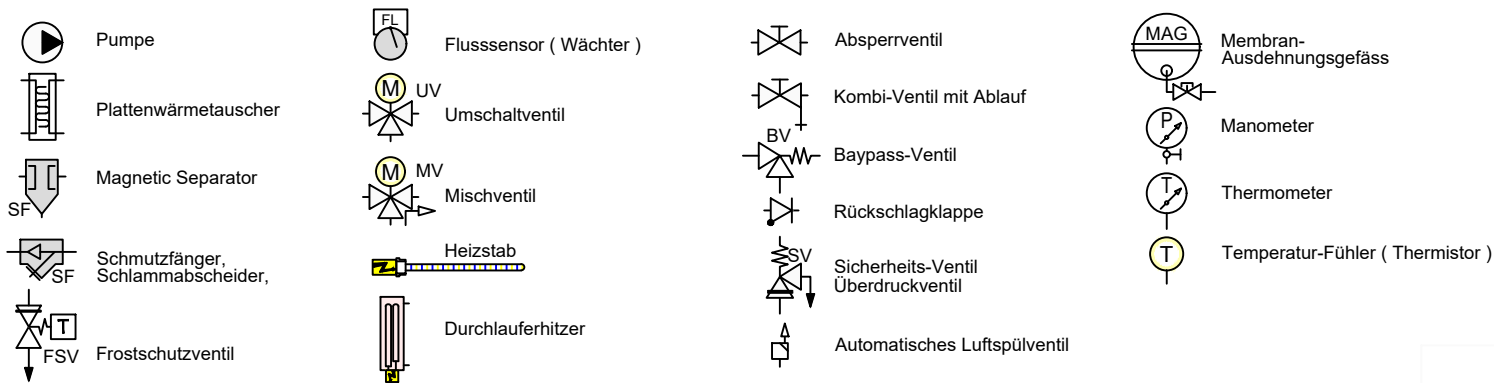 Pumpe
Plattenwärmetauscher
Magnetic Separator
SF
Schmutzfänger,
Schlammabscheider,
SF
T
FSV
Frostschutzventil
FL
Flusssensor ( Wächter )
M
UV
Umschaltventil
M
MV
Mischventil
Heizstab
Durchlauferhitzer
Absperrventil
Kombi-Ventil mit Ablauf
BV
Baypass-Ventil
Rückschlagklappe
SV
Sicherheits-Ventil
Überdruckventil
Automatisches Luftspülventil
MAG
Membran-
Ausdehnungsgefäss
P
Manometer
T
Thermometer
T
Temperatur-Fühler ( Thermistor )